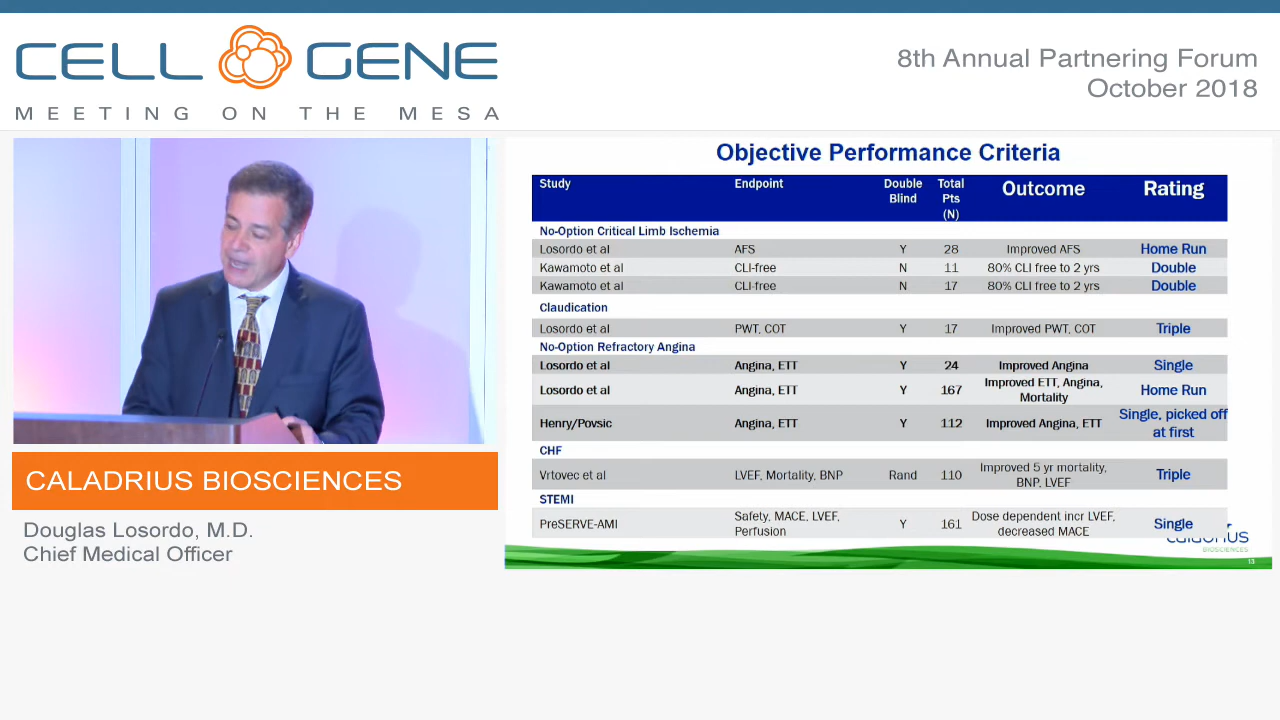 CELL GENE
MEETING ON THE MESA
8th Annual Partnering Forum
October 2018
Objective Performance Criteria
Study Endpoint Double Blind Total Pts (N) Outcome Rating
No-Option Critical Limb Ischemia
Losordo et al AFS Y 28 Improved AFS Home Run
Kawamoto et al CLI-free N 11 80% CLI free to 2 yrs Double
Kawamoto et al CLI-free N 17 80% CLI free to 2 yrs Double
Claudication
Losordo et al PWT, COT Y 17 Improved PWT, COT Triple
No-Option Refractory Angina
Losordo et al Angina, ETT Y 24 Improved Angina Single
Losordo et al Angina, ETT Y 167 Improved ETT, Angina, Mortality Home Run
Henry/Povsic Angina, ETT Y 112 Improved Angina, ETT Single, picked off at first
CHF
Vrtovec et al LVEF, Mortality, BNP Rand 110 Improved 5 yr mortality, BNP, LVEF Triple
STEMI
PreSERVE-AMI Safety, MACE, LVEF, Perfusion Y 161 Dose dependent incr LVEF, decreased MACE Single
caladrius
BIOSCIENCES
13
CALADRIUS BIOSCIENCES
Douglas Losordo, M.D.
Chief Medical Officer